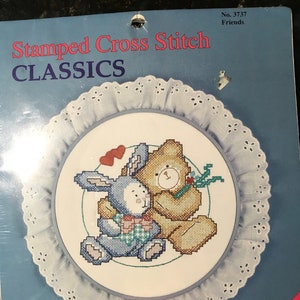 No. 3737
Friends
Stamped Cross Stitch
CLASSICS